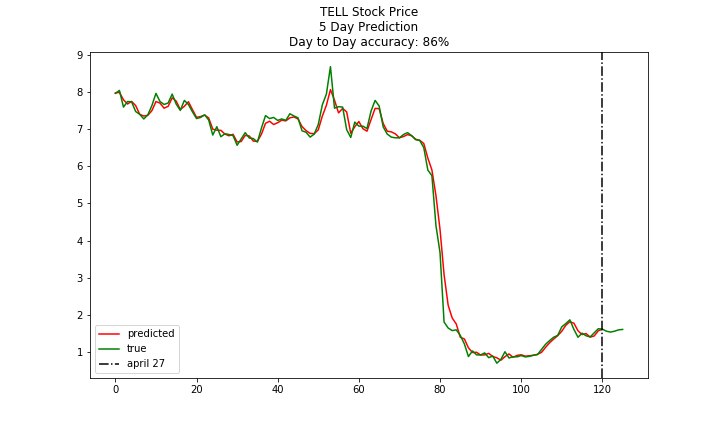 TELL Stock Price
5 Day Prediction
Day to Day accuracy: 86%
9
8
7
6
5
4
3
2
1
predicted
true
april 27
0
20
40
60
80
100
120